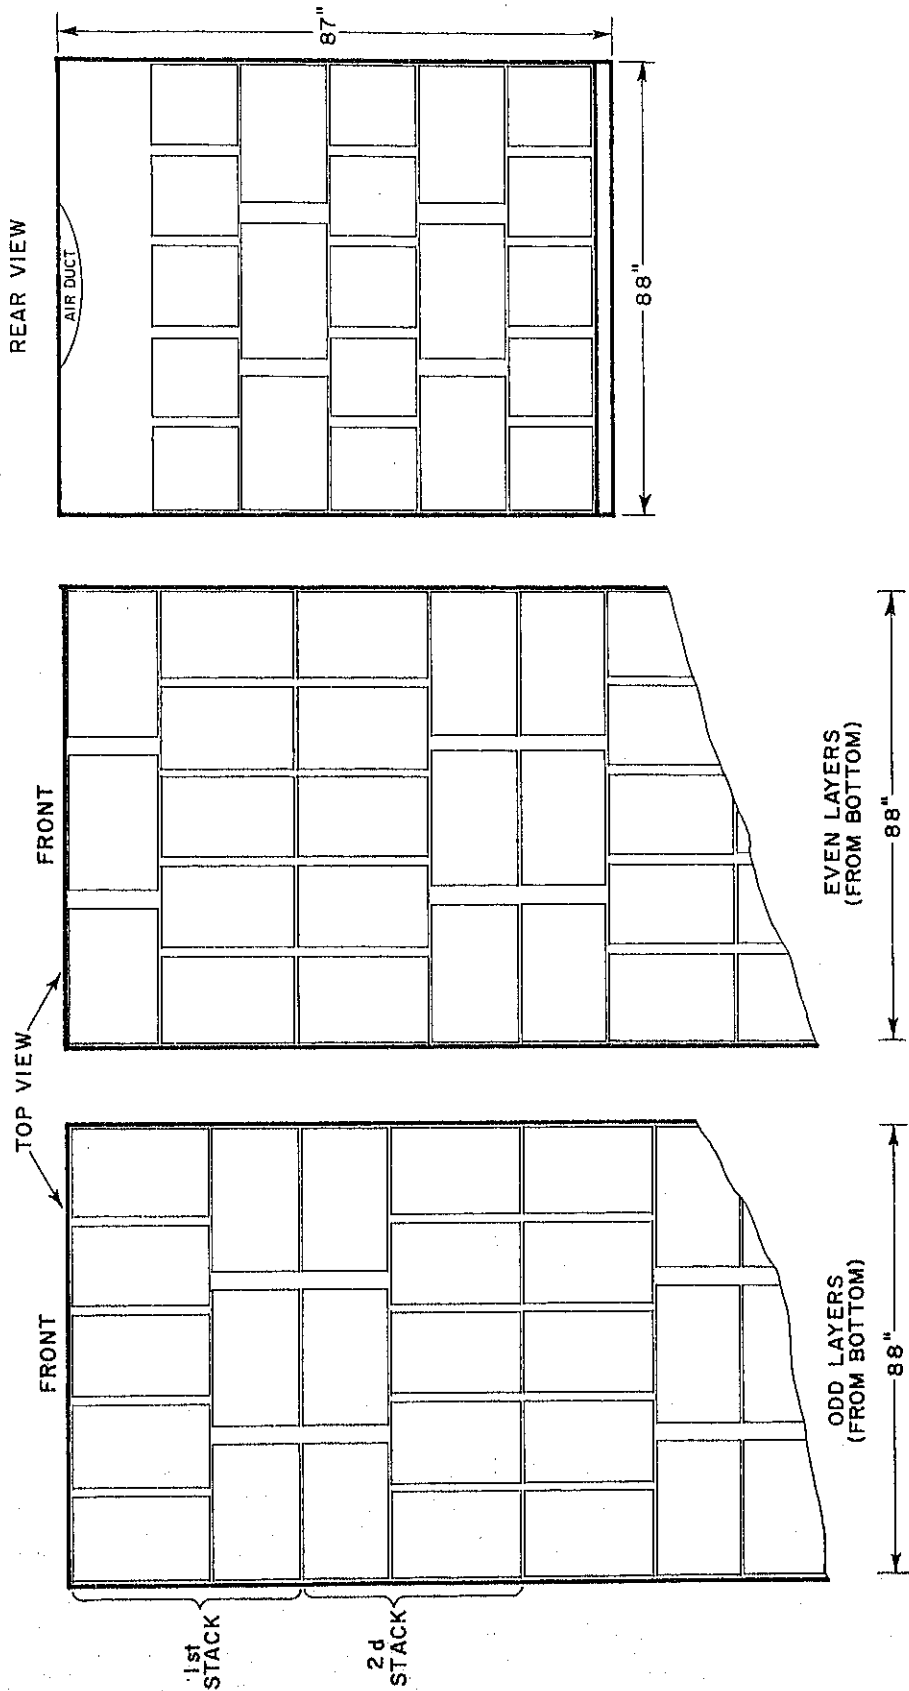 TOP VIEW
FRONT
FRONT
REAR VIEW
AIR DUCT
87"
88"
1st
STACK
2d
STACK
ODD LAYERS
(FROM BOTTOM)
88"
EVEN LAYERS
(FROM BOTTOM)
88"